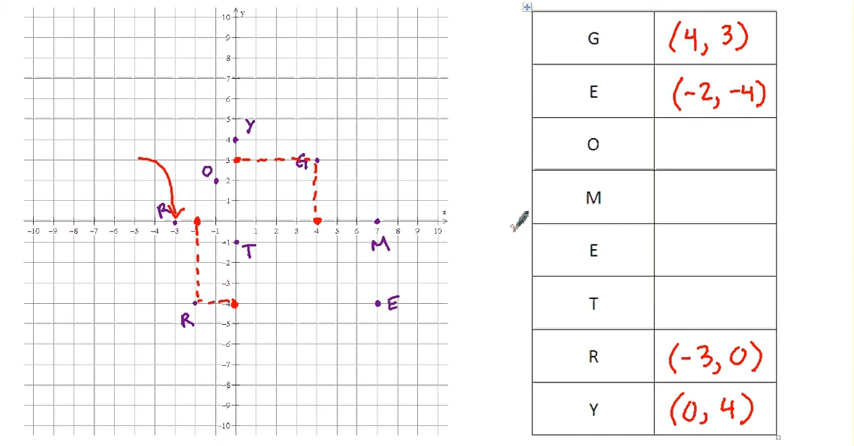 10 y
9
8
7
6
5
Y
4
3 G
O 2
1
R x
−10 −9 −8 −7 −6 −5 −4 −3 −2 −1 1 2 3 4 5 6 7 8 9 10
−1 T M
−2
−3
−4 E
R −5
−6
−7
−8
−9
−10
G (4, 3)
E (-2, -4)
O
M
E
T
R (-3, 0)
Y (0, 4)